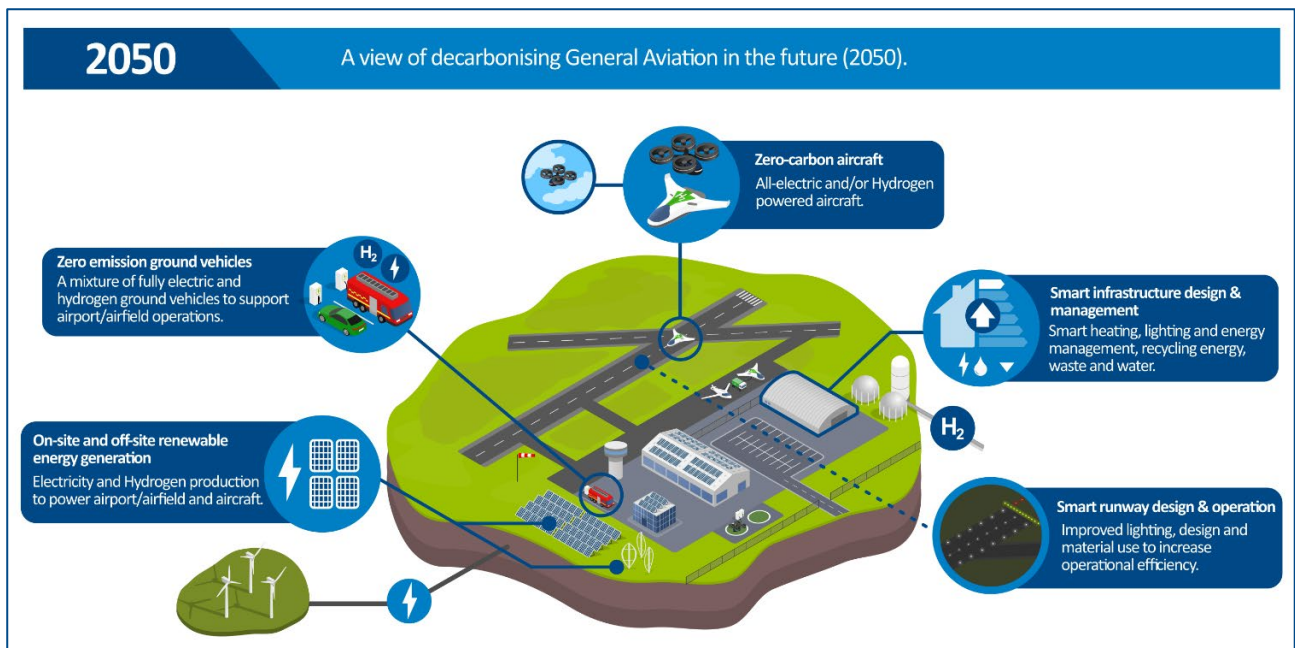 2050
A view of decarbonising General Aviation in the future (2050).
Zero-carbon aircraft
All-electric and/or Hydrogen
powered aircraft.
Zero emission ground vehicles
A mixture of fully electric and
hydrogen ground vehicles to support
airport/airfield operations.
H₂
Smart infrastructure design &
management
Smart heating, lighting and energy
management, recycling energy,
waste and water.
H₂
On-site and off-site renewable
energy generation
Electricity and Hydrogen production
to power airport/airfield and aircraft.
Smart runway design & operation
Improved lighting, design and
material use to increase
operational efficiency.